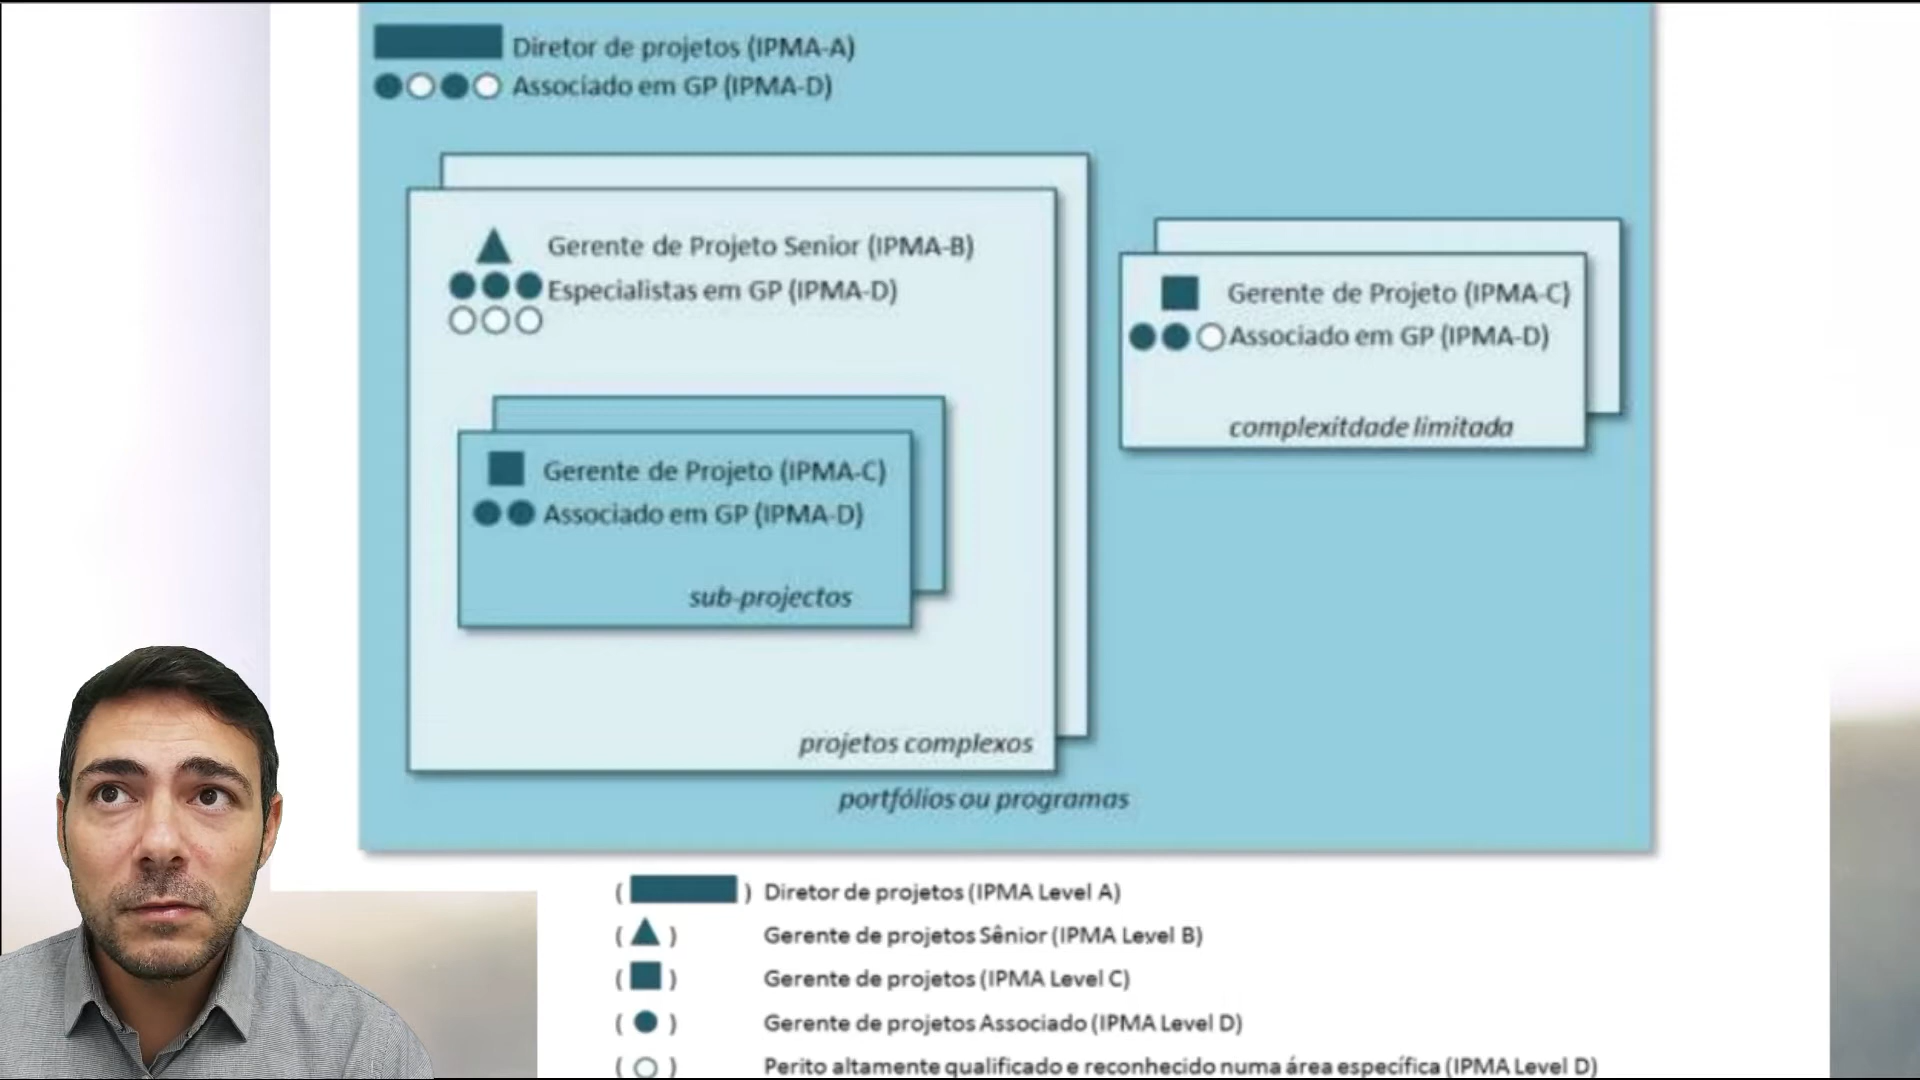 Diretor de projetos (IPMA-A)
Associado em GP (IPMA-D)
Gerente de Projeto Senior (IPMA-B)
Especialistas em GP (IPMA-D)
Gerente de Projeto (IPMA-C)
Associado em GP (IPMA-D)
sub-projectos
projetos complexos
Gerente de Projeto (IPMA-C)
Associado em GP (IPMA-D)
complexitdade limitada
portfólios ou programas
( ) Diretor de projetos (IPMA Level A)
( ) Gerente de projetos Sênior (IPMA Level B)
( ) Gerente de projetos (IPMA Level C)
( ) Gerente de projetos Associado (IPMA Level D)
( ) Perito altamente qualificado e reconhecido numa área específica (IPMA Level D)